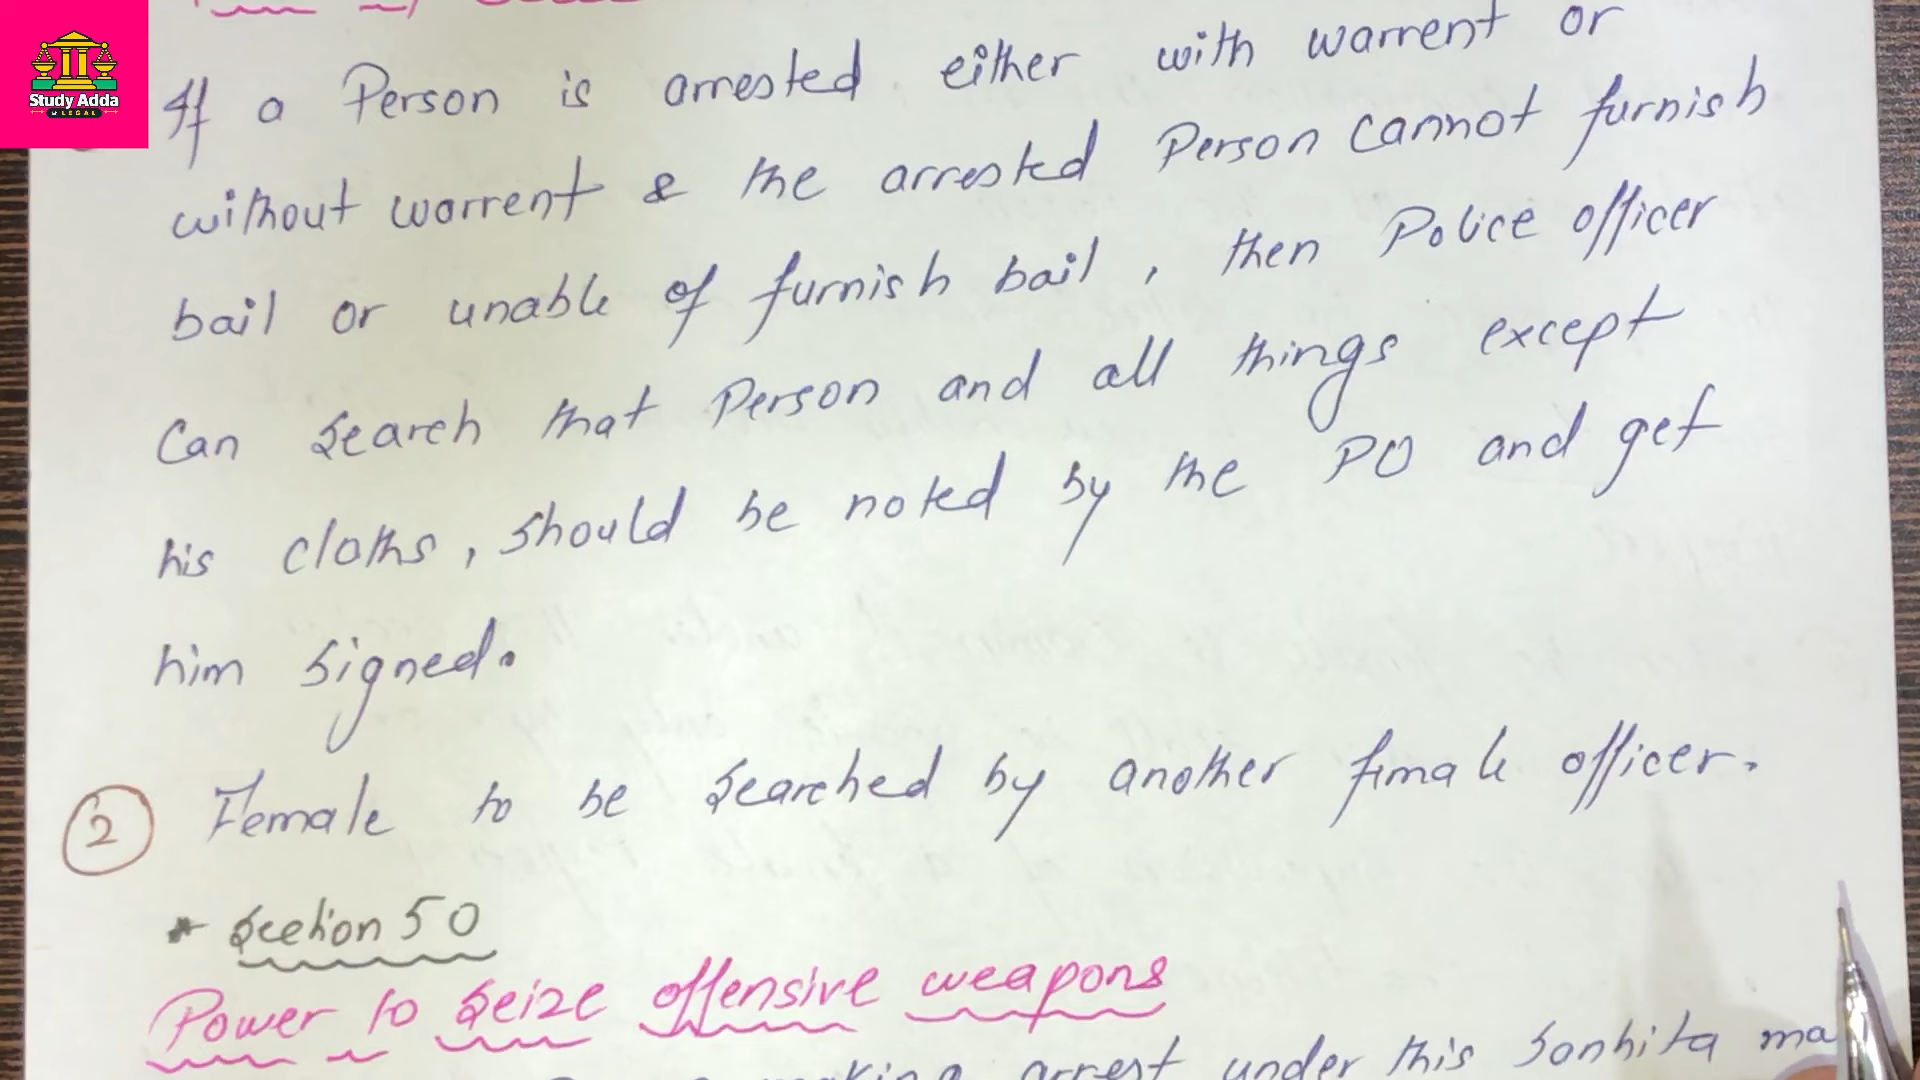 Study Adda
LEGAL
If a Person is arrested either with warrent or
without warrent & the arrested Person cannot furnish
bail or unable of furnish bail, then Police officer
Can search that Person and all things except
his cloths, should be noted by the PO and get
him signed.
2 Female to be searched by another female officer.
* Section 50
Power to seize offensive weapons
making arrest under this Sanhita ma